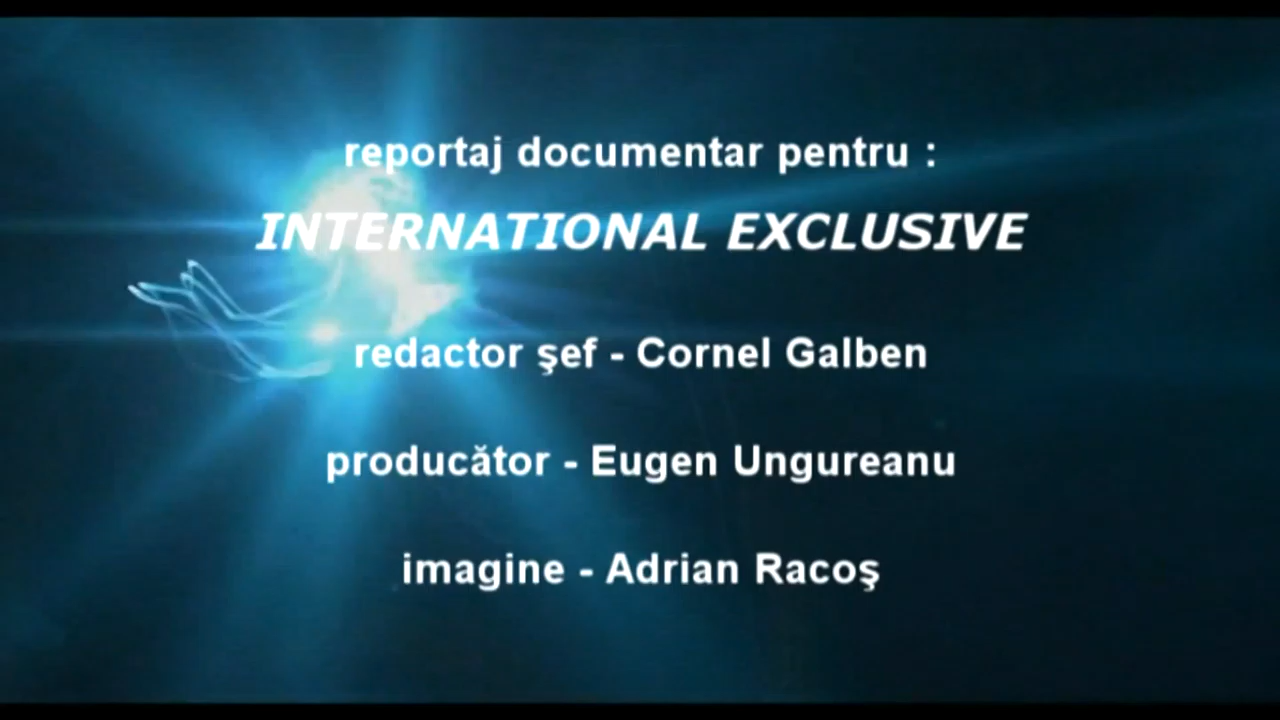 reportaj documentar pentru :
INTERNATIONAL EXCLUSIVE
redactor şef - Cornel Galben
producător - Eugen Ungureanu
imagine - Adrian Racoş